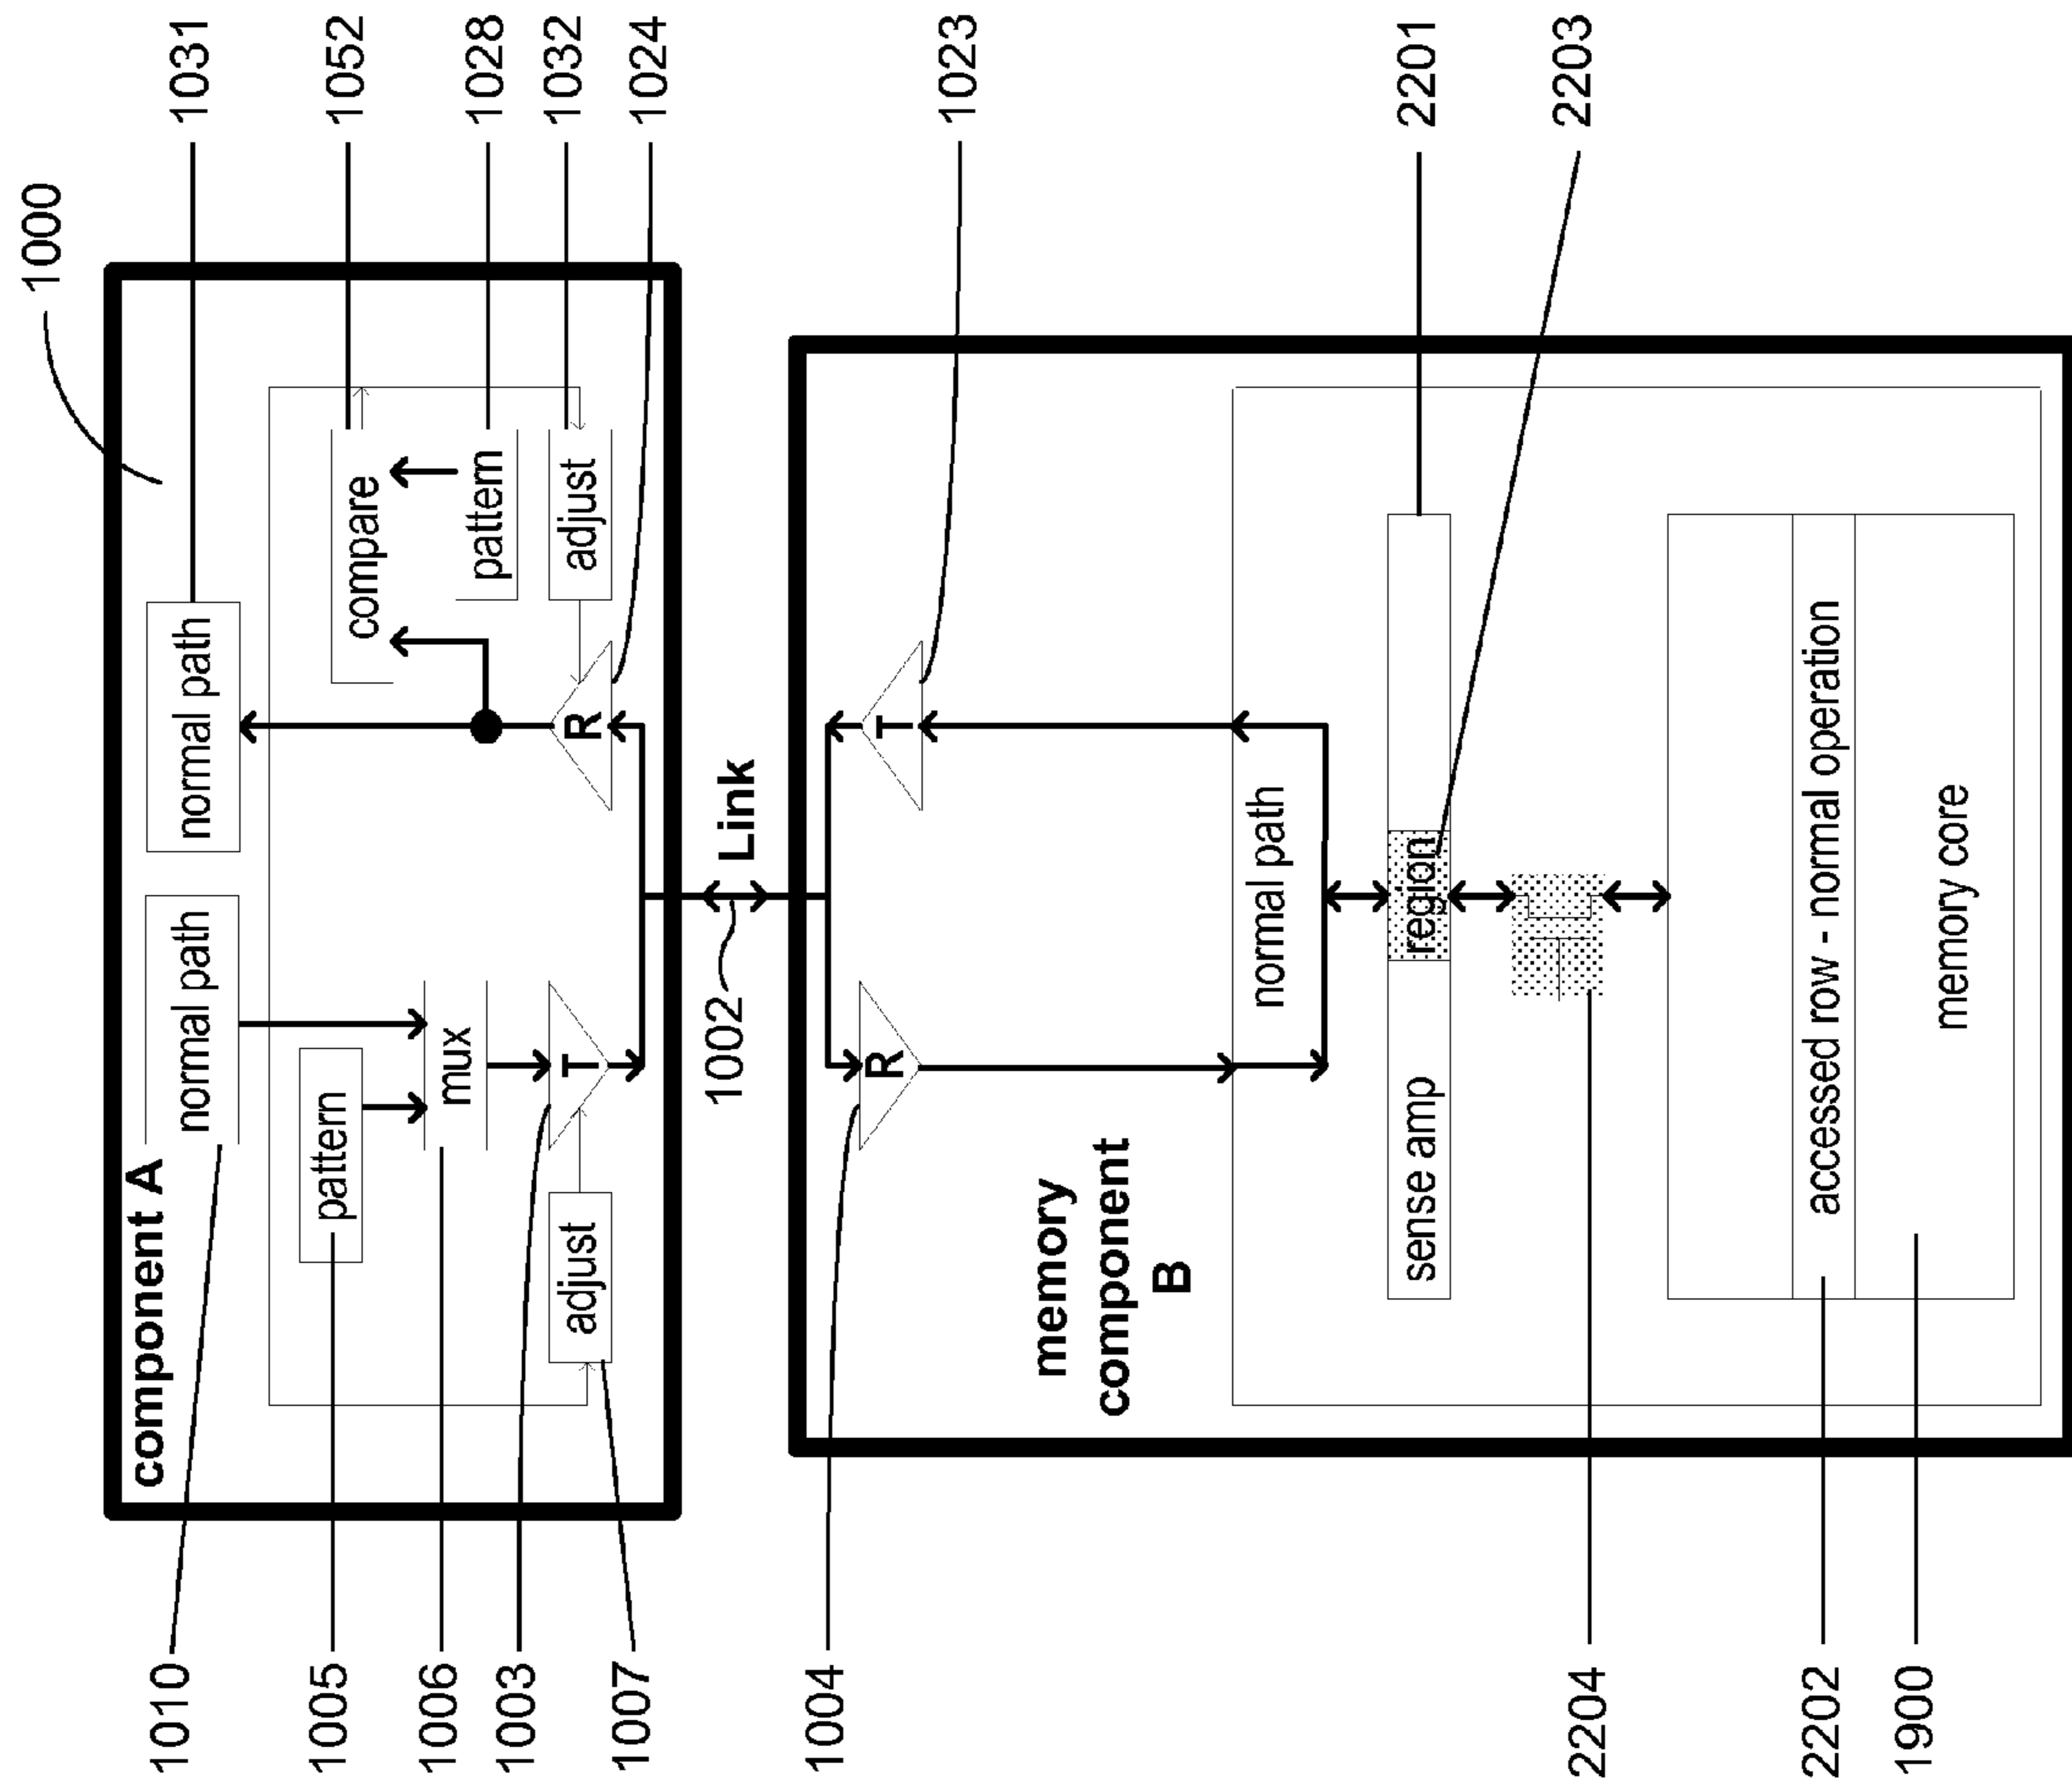 1000
component A
1010
normal path
normal path
1031
1005
pattern
compare
1052
1006
mux
pattern
1028
1003
T
R
adjust
1032
1007
adjust
1024
1002
Link
1004
R
T
1023
memory
component
B
normal path
sense amp
region
2201
2204
2203
2202
accessed row - normal operation
1900
memory core